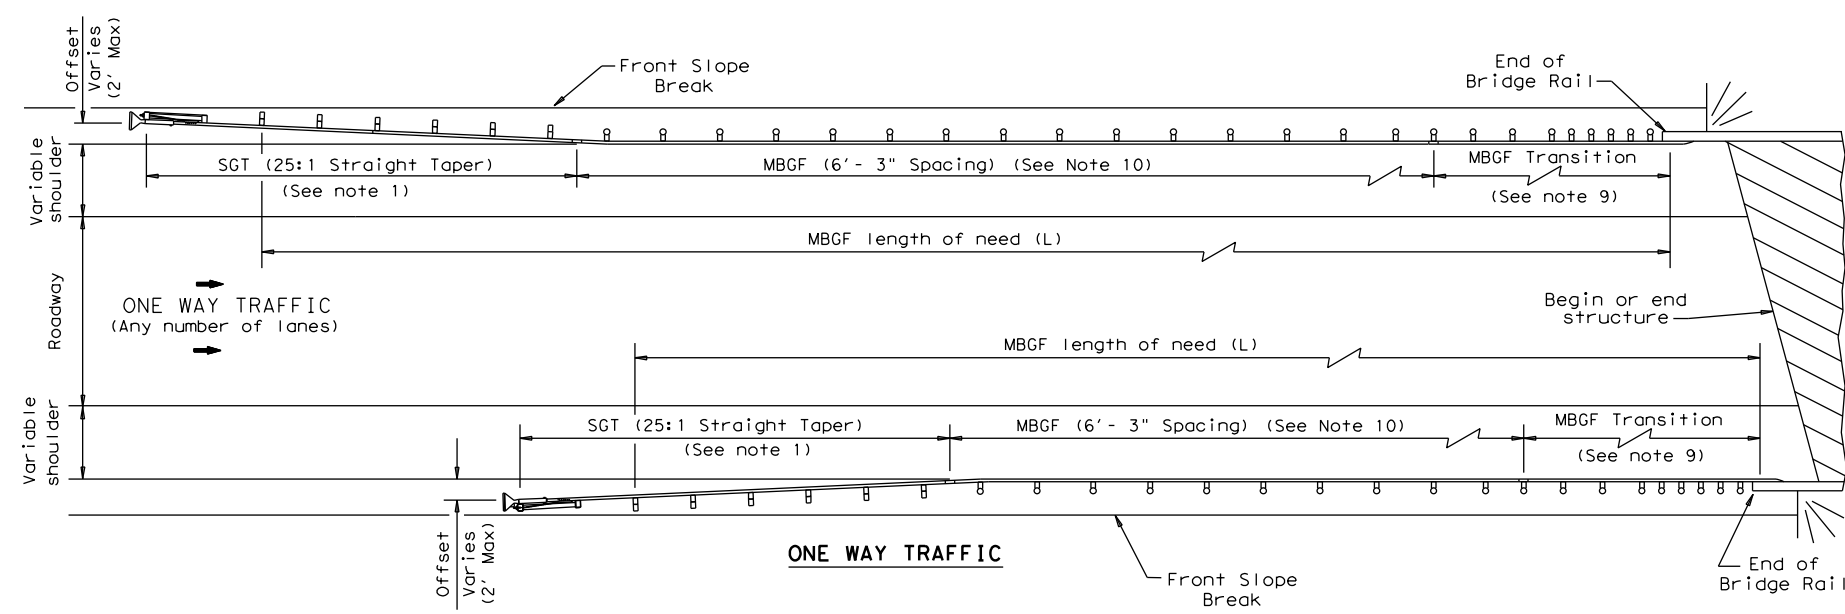 Offset
Varies
(2' Max)
Front Slope
Break
End of
Bridge Rail
Variable
shoulder
SGT (25:1 Straight Taper)
(See note 1)
MBGF (6'- 3" Spacing) (See Note 10)
MBGF Transition
(See note 9)
MBGF length of need (L)
Roadway
ONE WAY TRAFFIC
(Any number of lanes)
Begin or end
structure
MBGF length of need (L)
Variable
shoulder
SGT (25:1 Straight Taper)
(See note 1)
MBGF (6'- 3" Spacing) (See Note 10)
MBGF Transition
(See note 9)
Offset
Varies
(2' Max)
ONE WAY TRAFFIC
Front Slope
Break
End of
Bridge Rail